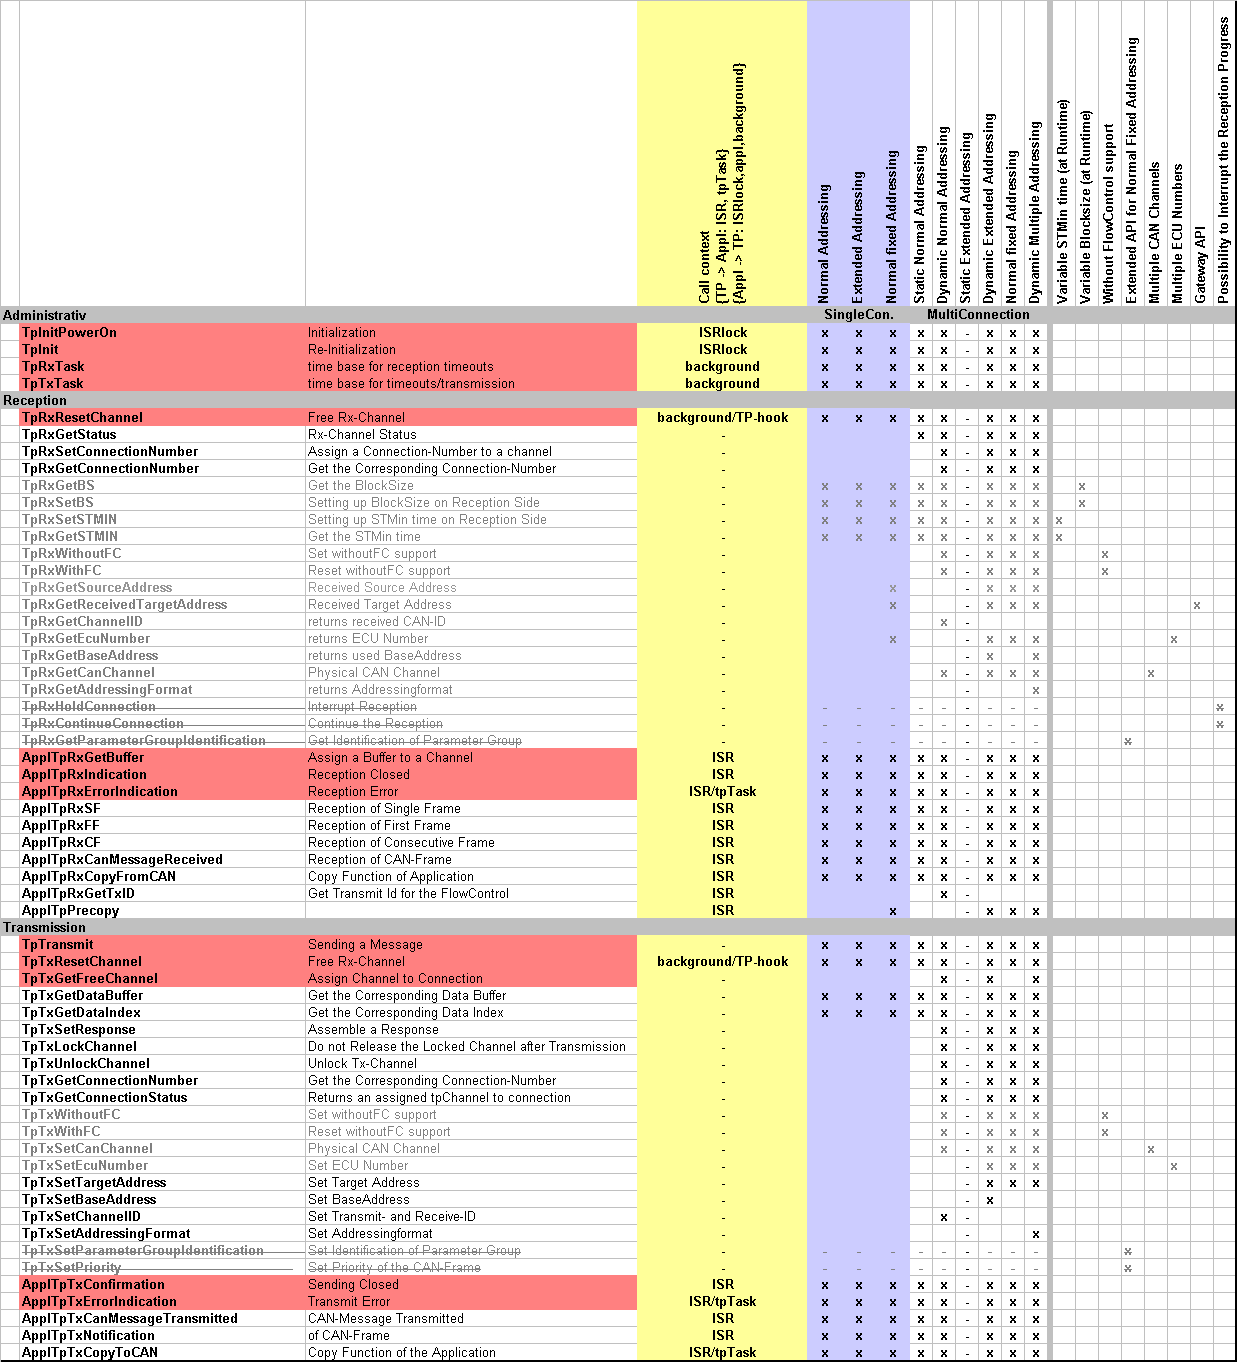 Call context
{TP -> Appl: ISR, tpTask}
{Appl -> TP: ISRlock,appl,background}
Normal Addressing
Extended Addressing
Normal fixed Addressing
Static Normal Addressing
Dynamic Normal Addressing
Static Extended Addressing
Dynamic Extended Addressing
Normal fixed Addressing
Dynamic Multiple Addressing
Variable STMin time (at Runtime)
Variable Blocksize (at Runtime)
Without FlowControl support
Extended API for Normal Fixed Addressing
Multiple CAN Channels
Multiple ECU Numbers
Gateway API
Possibility to Interrupt the Reception Progress
Administrativ SingleCon. MultiConnection
TpInitPowerOn Initialization ISRlock x x x x x - x x x
TpInit Re-Initialization ISRlock x x x x x - x x x
TpRxTask time base for reception timeouts background x x x x x - x x x
TpTxTask time base for timeouts/transmission background x x x x x - x x x
Reception
TpRxResetChannel Free Rx-Channel background/TP-hook x x x x x - x x x
TpRxGetStatus Rx-Channel Status - x x - x x x
TpRxSetConnectionNumber Assign a Connection-Number to a channel - x - x x x
TpRxGetConnectionNumber Get the Corresponding Connection-Number - x - x x x
TpRxGetBS Get the BlockSize - x x x x x - x x x x
TpRxSetBS Setting up BlockSize on Reception Side - x x x x x - x x x x
TpRxSetSTMIN Setting up STMin time on Reception Side - x x x x x - x x x x
TpRxGetSTMIN Get the STMin time - x x x x x - x x x x
TpRxWithoutFC Set withoutFC support - x - x x x x
TpRxWithFC Reset withoutFC support - x - x x x x
TpRxGetSourceAddress Received Source Address - x - x x x
TpRxGetReceivedTargetAddress Received Target Address - x - x x x x
TpRxGetChannelID returns received CAN-ID - x -
TpRxGetEcuNumber returns ECU Number - x - x x x x
TpRxGetBaseAddress returns used BaseAddress - - x x
TpRxGetCanChannel Physical CAN Channel - x - x x x x
TpRxGetAddressingFormat returns Addressingformat - - x
TpRxHoldConnection Interrupt Reception - - - - - - - - - - x
TpRxContinueConnection Continue the Reception - - - - - - - - - - x
TpRxGetParameterGroupIdentification Get Identification of Parameter Group - - - - - - - - - - x
ApplTpRxGetBuffer Assign a Buffer to a Channel ISR x x x x x - x x x
ApplTpRxIndication Reception Closed ISR x x x x x - x x x
ApplTpRxErrorIndication Reception Error ISR/tpTask x x x x x - x x x
ApplTpRxSF Reception of Single Frame ISR x x x x x - x x x
ApplTpRxFF Reception of First Frame ISR x x x x x - x x x
ApplTpRxCF Reception of Consecutive Frame ISR x x x x x - x x x
ApplTpRxCanMessageReceived Reception of CAN-Frame ISR x x x x x - x x x
ApplTpRxCopyFromCAN Copy Function of Application ISR x x x x x - x x x
ApplTpRxGetTxID Get Transmit Id for the FlowControl ISR x -
ApplTpPrecopy ISR x - x x x
Transmission
TpTransmit Sending a Message - x x x x x - x x x
TpTxResetChannel Free Rx-Channel background/TP-hook x x x x x - x x x
TpTxGetFreeChannel Assign Channel to Connection - x - x x
TpTxGetDataBuffer Get the Corresponding Data Buffer - x x x x x - x x x
TpTxGetDataIndex Get the Corresponding Data Index - x x x x x - x x x
TpTxSetResponse Assemble a Response - x - x x x
TpTxLockChannel Do not Release the Locked Channel after Transmission - x - x x x
TpTxUnlockChannel Unlock Tx-Channel - x - x x x
TpTxGetConnectionNumber Get the Corresponding Connection-Number - x - x x x
TpTxGetConnectionStatus Returns an assigned tpChannel to connection - x - x x x
TpTxWithoutFC Set withoutFC support - x - x x x x
TpTxWithFC Reset withoutFC support - x - x x x x
TpTxSetCanChannel Physical CAN Channel - x - x x x x
TpTxSetEcuNumber Set ECU Number - - x x x x
TpTxSetTargetAddress Set Target Address - - x x x
TpTxSetBaseAddress Set BaseAddress - - x
TpTxSetChannelID Set Transmit- and Receive-ID - x -
TpTxSetAddressingFormat Set Addressingformat - - x
TpTxSetParameterGroupIdentification Set Identification of Parameter Group - - - - - - - - - - x
TpTxSetPriority Set Priority of the CAN-Frame - - - - - - - - - - x
ApplTpTxConfirmation Sending Closed ISR x x x x x - x x x
ApplTpTxErrorIndication Transmit Error ISR/tpTask x x x x x - x x x
ApplTpTxCanMessageTransmitted CAN-Message Transmitted ISR x x x x x - x x x
ApplTpTxNotification of CAN-Frame ISR x x x x x - x x x
ApplTpTxCopyToCAN Copy Function of the Application ISR/tpTask x x x x x - x x x